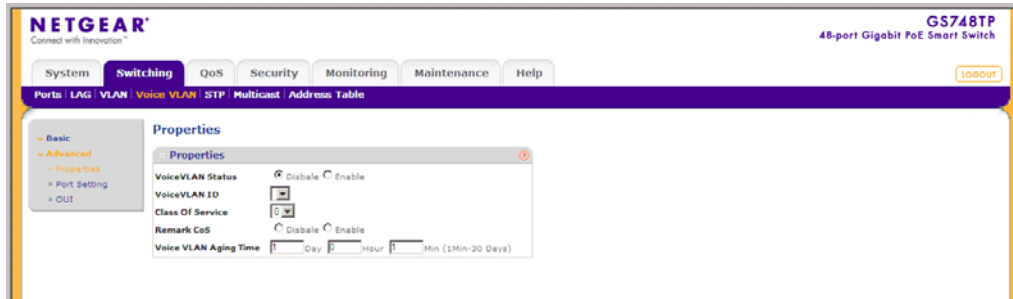 NETGEAR®
Connect with Innovation™
GS748TP
48-port Gigabit PoE Smart Switch
System Switching QoS Security Monitoring Maintenance Help
LOGOUT
Ports LAG VLAN Voice VLAN STP Multicast Address Table
Basic
Advanced
Properties
Port Setting
OUI
Properties
Properties
VoiceVLAN Status Disbale Enable
VoiceVLAN ID
Class Of Service 0
Remark CoS Disbale Enable
Voice VLAN Aging Time 1 Day 0 Hour 1 Min (1Min-30 Days)